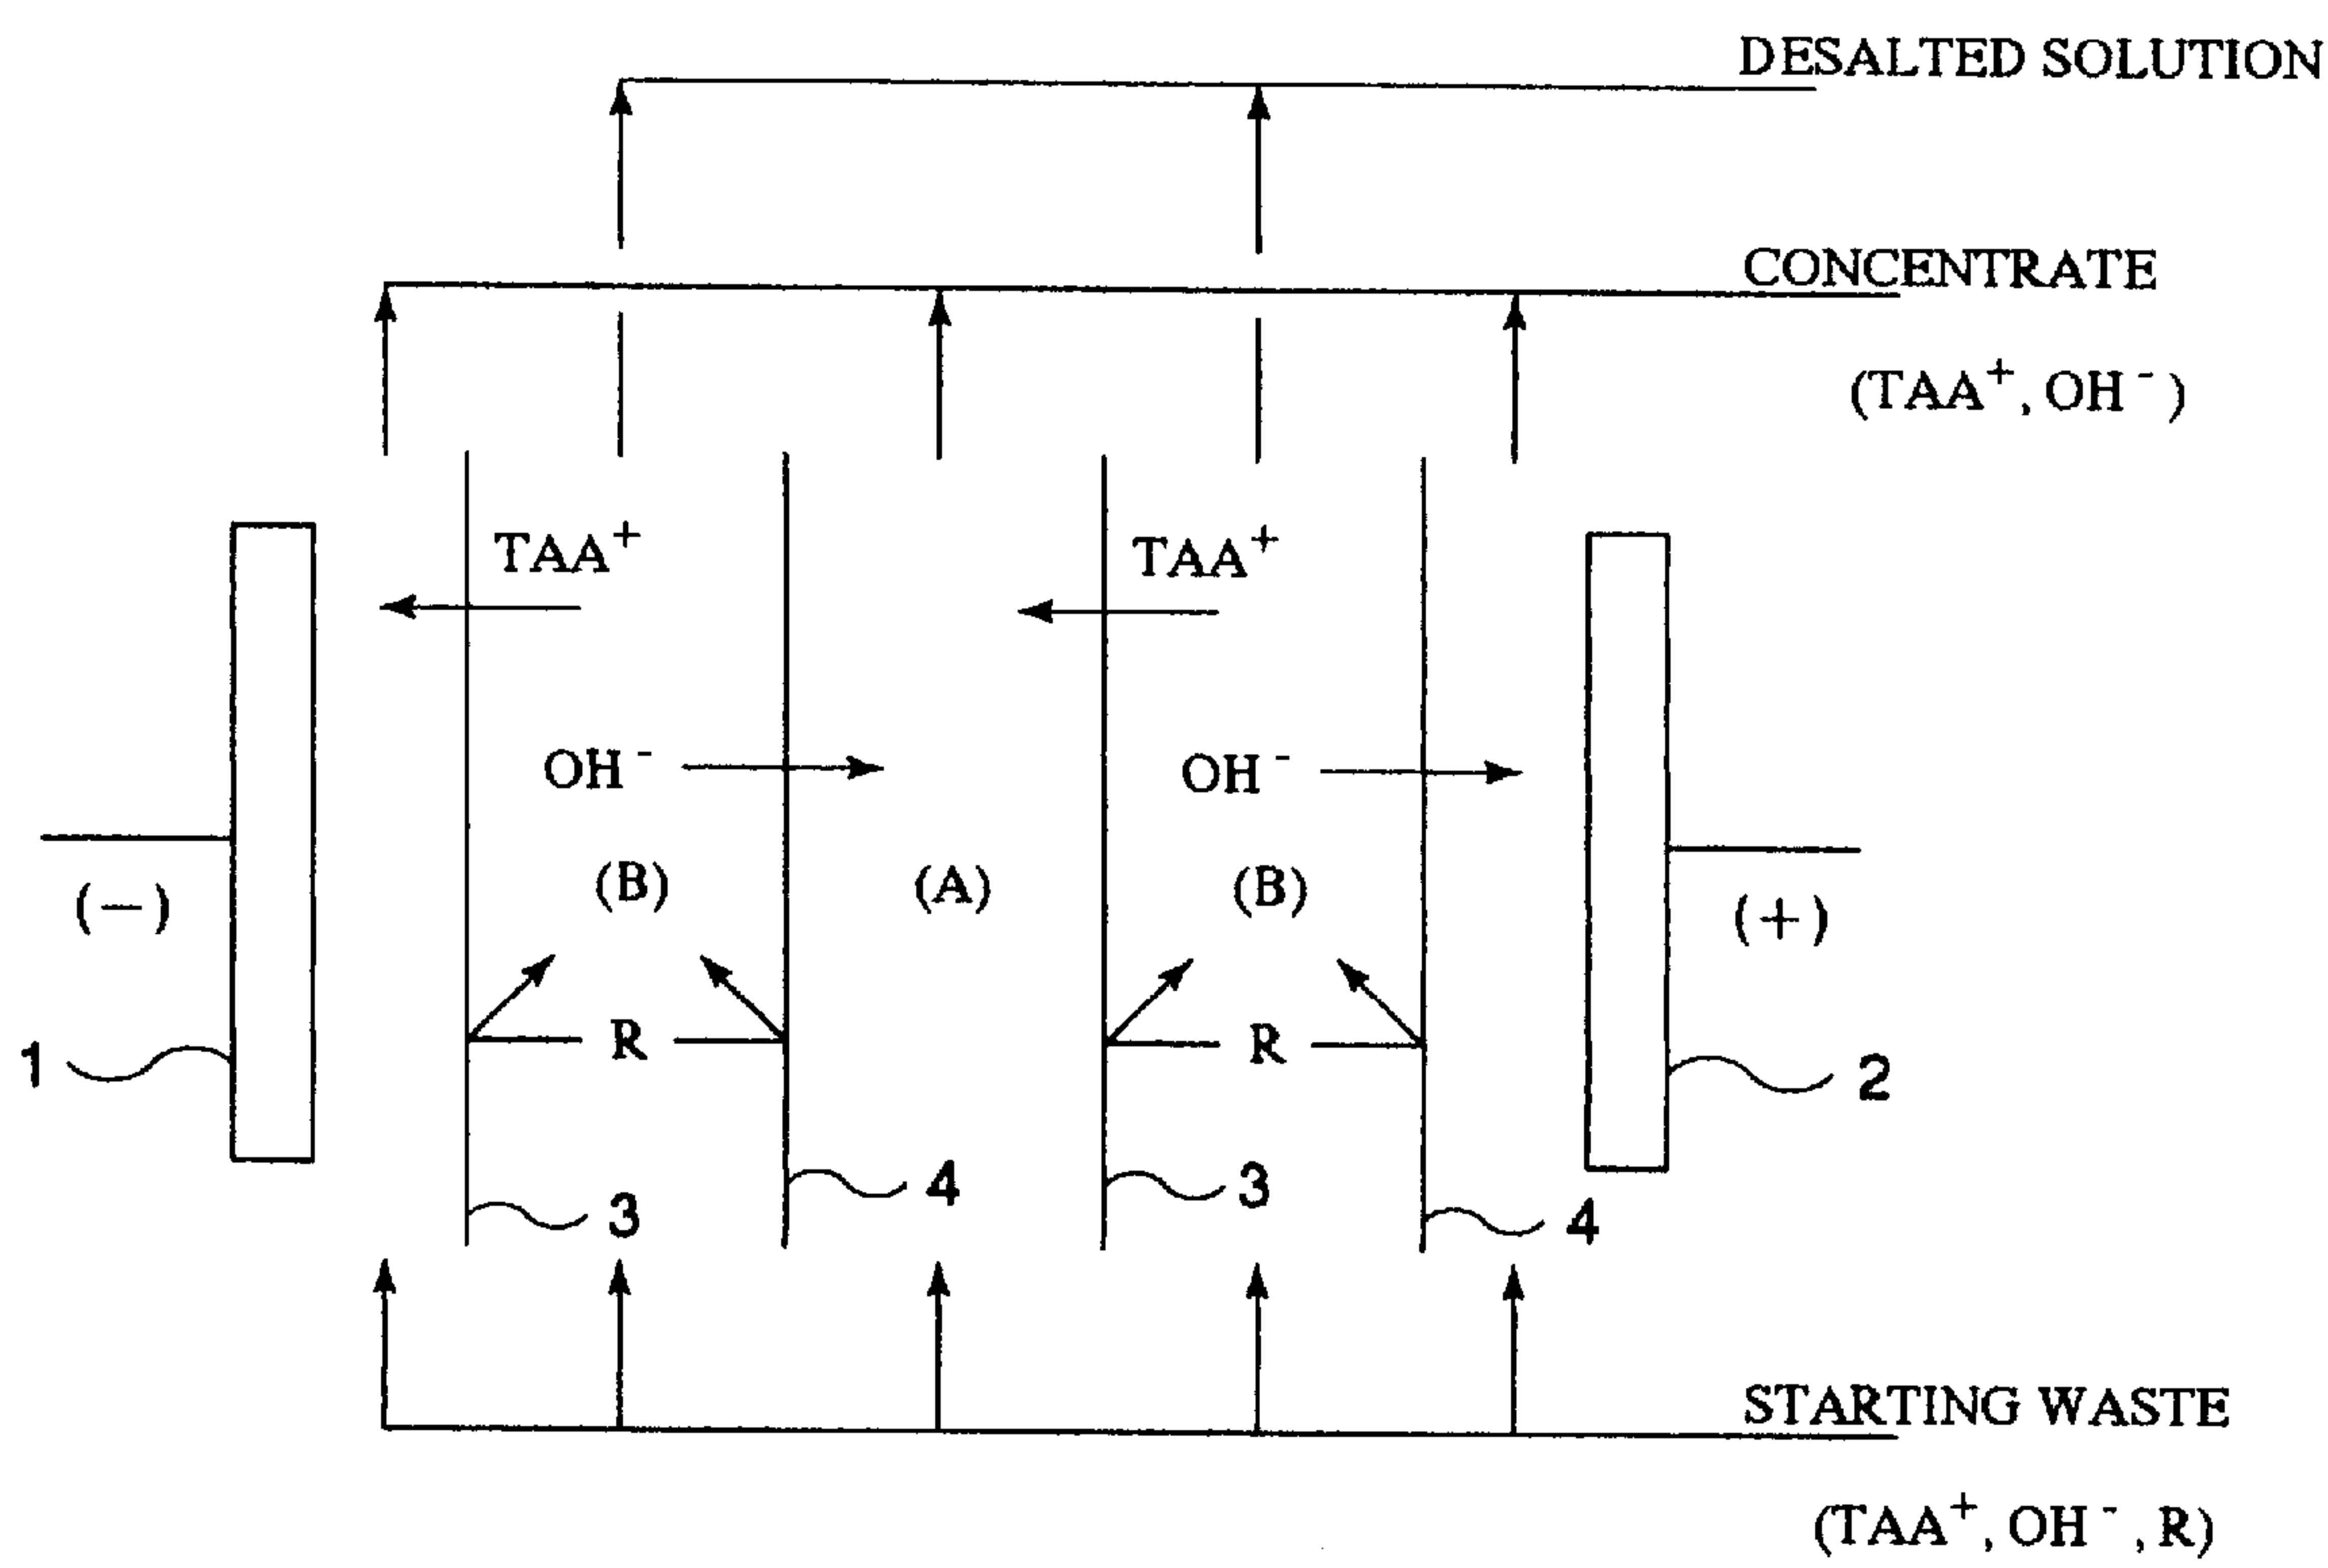 DESALTED SOLUTION
CONCENTRATE
(TAA⁺, OH⁻)
TAA⁺ TAA⁺
OH⁻ OH⁻
(B) (A) (B)
(−) (+)
R R
1 2
4 3
3 4
STARTING WASTE
(TAA⁺, OH⁻, R)